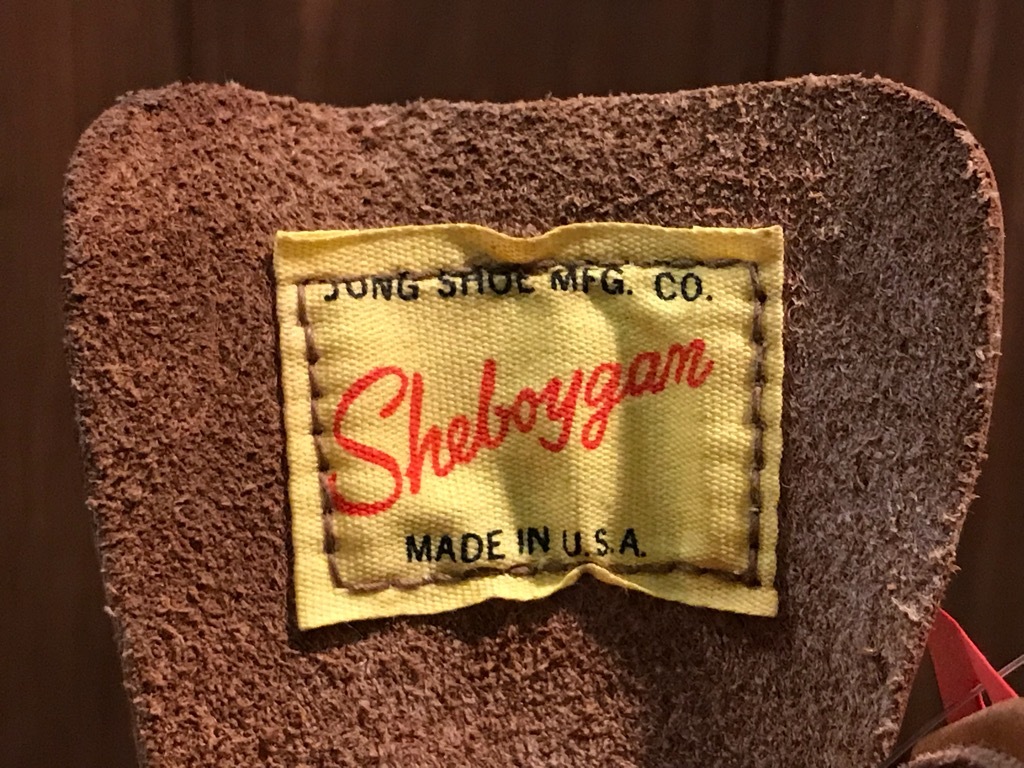 JUNG SHOE MFG. CO.
Sheboygan
MADE IN U.S.A.